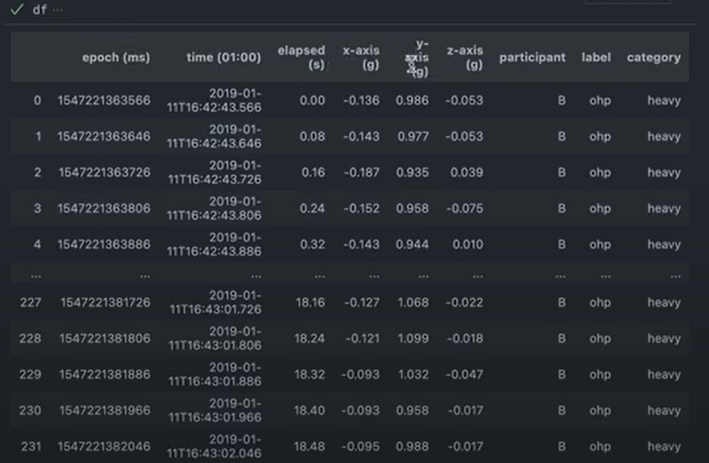 df ...
epoch (ms) time (01:00) elapsed (s) x-axis (g) y-axis (g) z-axis (g) participant label category
0 1547221363566 2019-01-11T16:42:43.566 0.00 -0.136 0.986 -0.053 B ohp heavy
1 1547221363646 2019-01-11T16:42:43.646 0.08 -0.143 0.977 -0.053 B ohp heavy
2 1547221363726 2019-01-11T16:42:43.726 0.16 -0.187 0.935 0.039 B ohp heavy
3 1547221363806 2019-01-11T16:42:43.806 0.24 -0.152 0.958 -0.075 B ohp heavy
4 1547221363886 2019-01-11T16:42:43.886 0.32 -0.143 0.944 0.010 B ohp heavy
... ... ... ... ... ... ... ... ... ...
227 1547221381726 2019-01-11T16:43:01.726 18.16 -0.127 1.068 -0.022 B ohp heavy
228 1547221381806 2019-01-11T16:43:01.806 18.24 -0.121 1.099 -0.018 B ohp heavy
229 1547221381886 2019-01-11T16:43:01.886 18.32 -0.093 1.032 -0.047 B ohp heavy
230 1547221381966 2019-01-11T16:43:01.966 18.40 -0.093 0.958 -0.017 B ohp heavy
231 1547221382046 2019-01-11T16:43:02.046 18.48 -0.095 0.988 -0.017 B ohp heavy